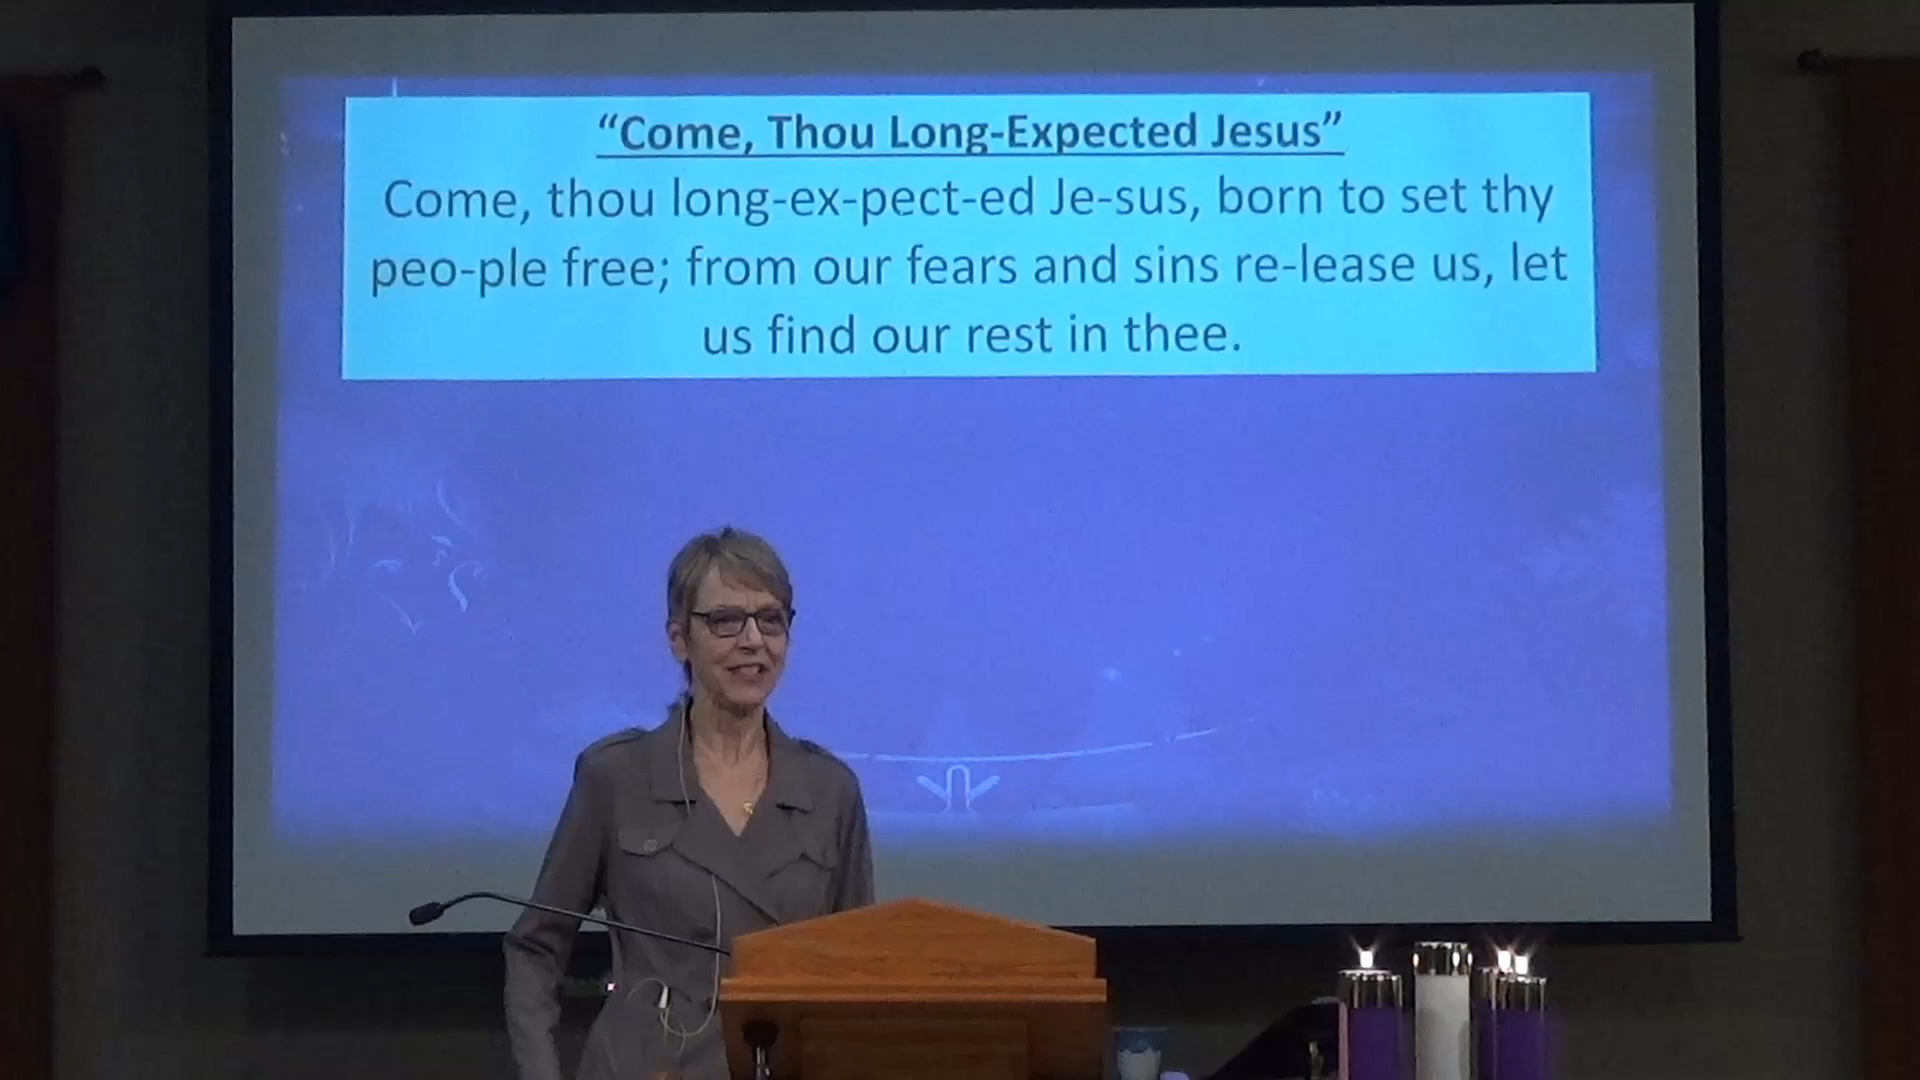 “Come, Thou Long-Expected Jesus”
Come, thou long-ex-pect-ed Je-sus, born to set thy
peo-ple free; from our fears and sins re-lease us, let
us find our rest in thee.